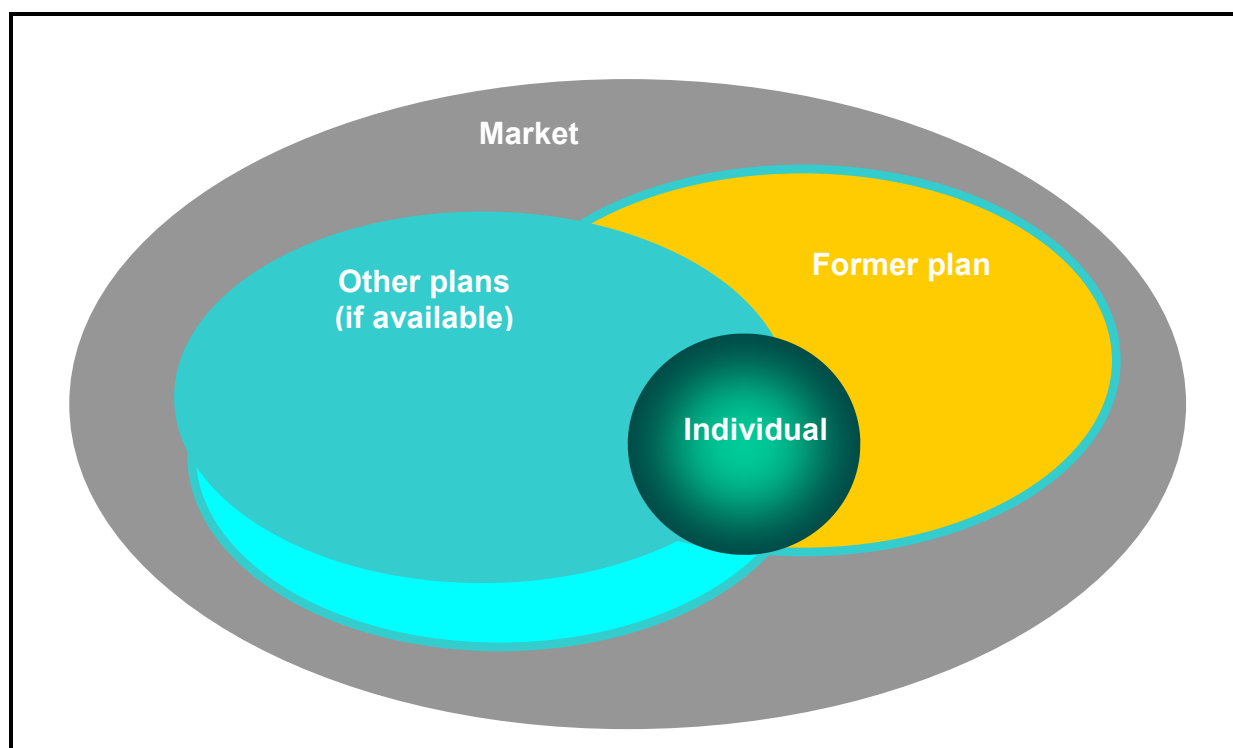 Market
Former plan
Other plans
(if available)
Individual